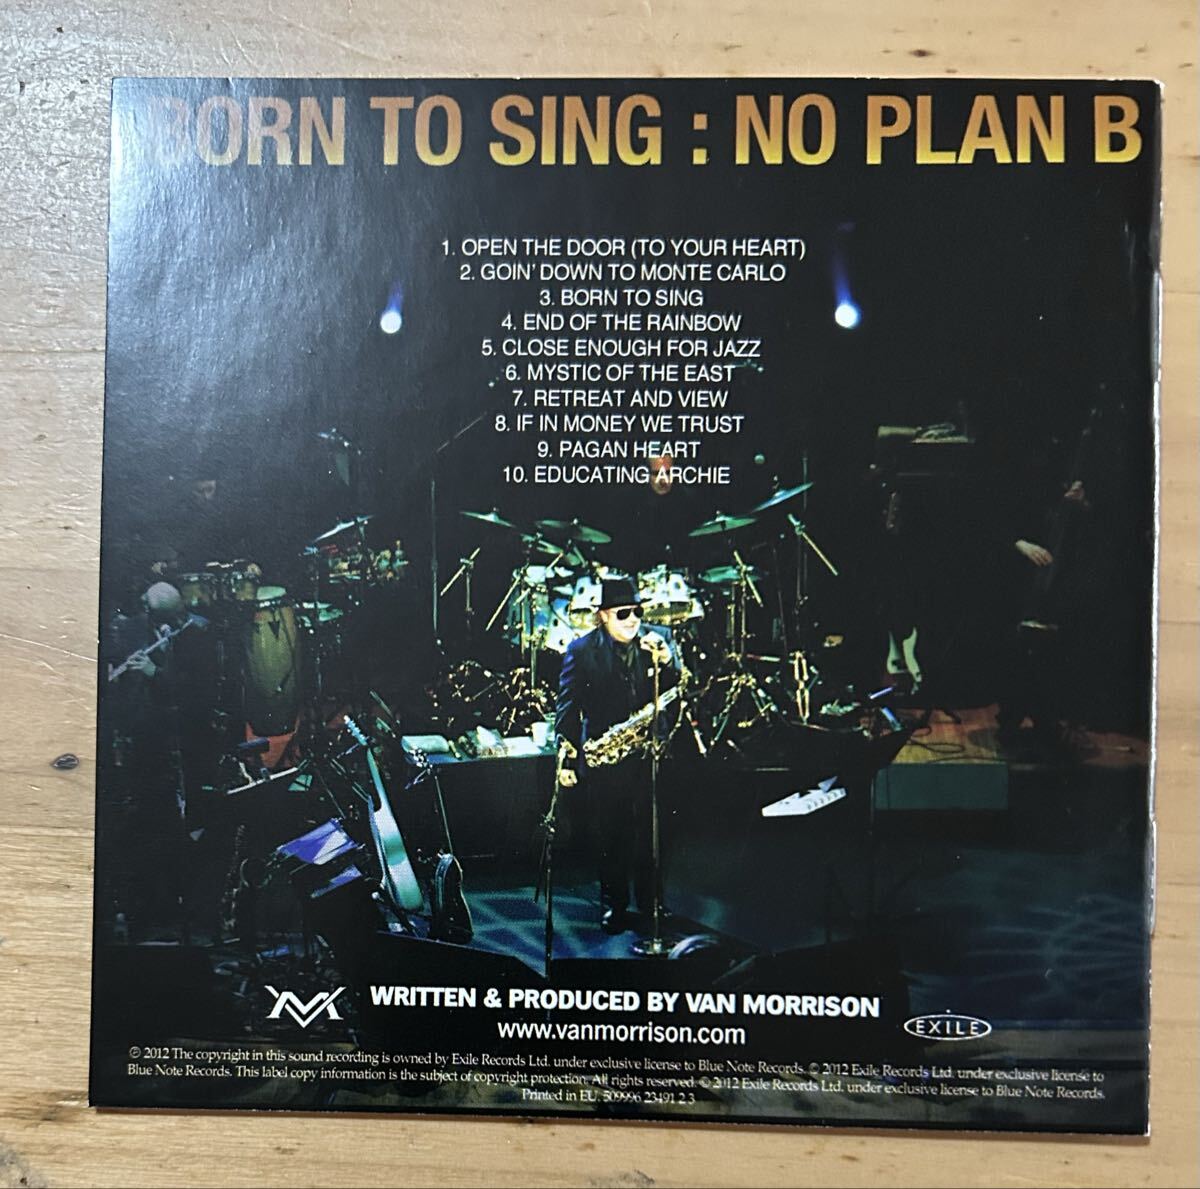 BORN TO SING : NO PLAN B
1. OPEN THE DOOR (TO YOUR HEART)
2. GOIN' DOWN TO MONTE CARLO
3. BORN TO SING
4. END OF THE RAINBOW
5. CLOSE ENOUGH FOR JAZZ
6. MYSTIC OF THE EAST
7. RETREAT AND VIEW
8. IF IN MONEY WE TRUST
9. PAGAN HEART
10. EDUCATING ARCHIE
VM WRITTEN & PRODUCED BY VAN MORRISON
www.vanmorrison.com
EXILE
℗ 2012 The copyright in this sound recording is owned by Exile Records Ltd. under exclusive license to Blue Note Records. © 2012 Exile Records Ltd. under exclusive license to
Blue Note Records. This label copy information is the subject of copyright protection. All rights reserved. © 2012 Exile Records Ltd. under exclusive license to Blue Note Records.
Printed in EU. 509996 23491 2 3